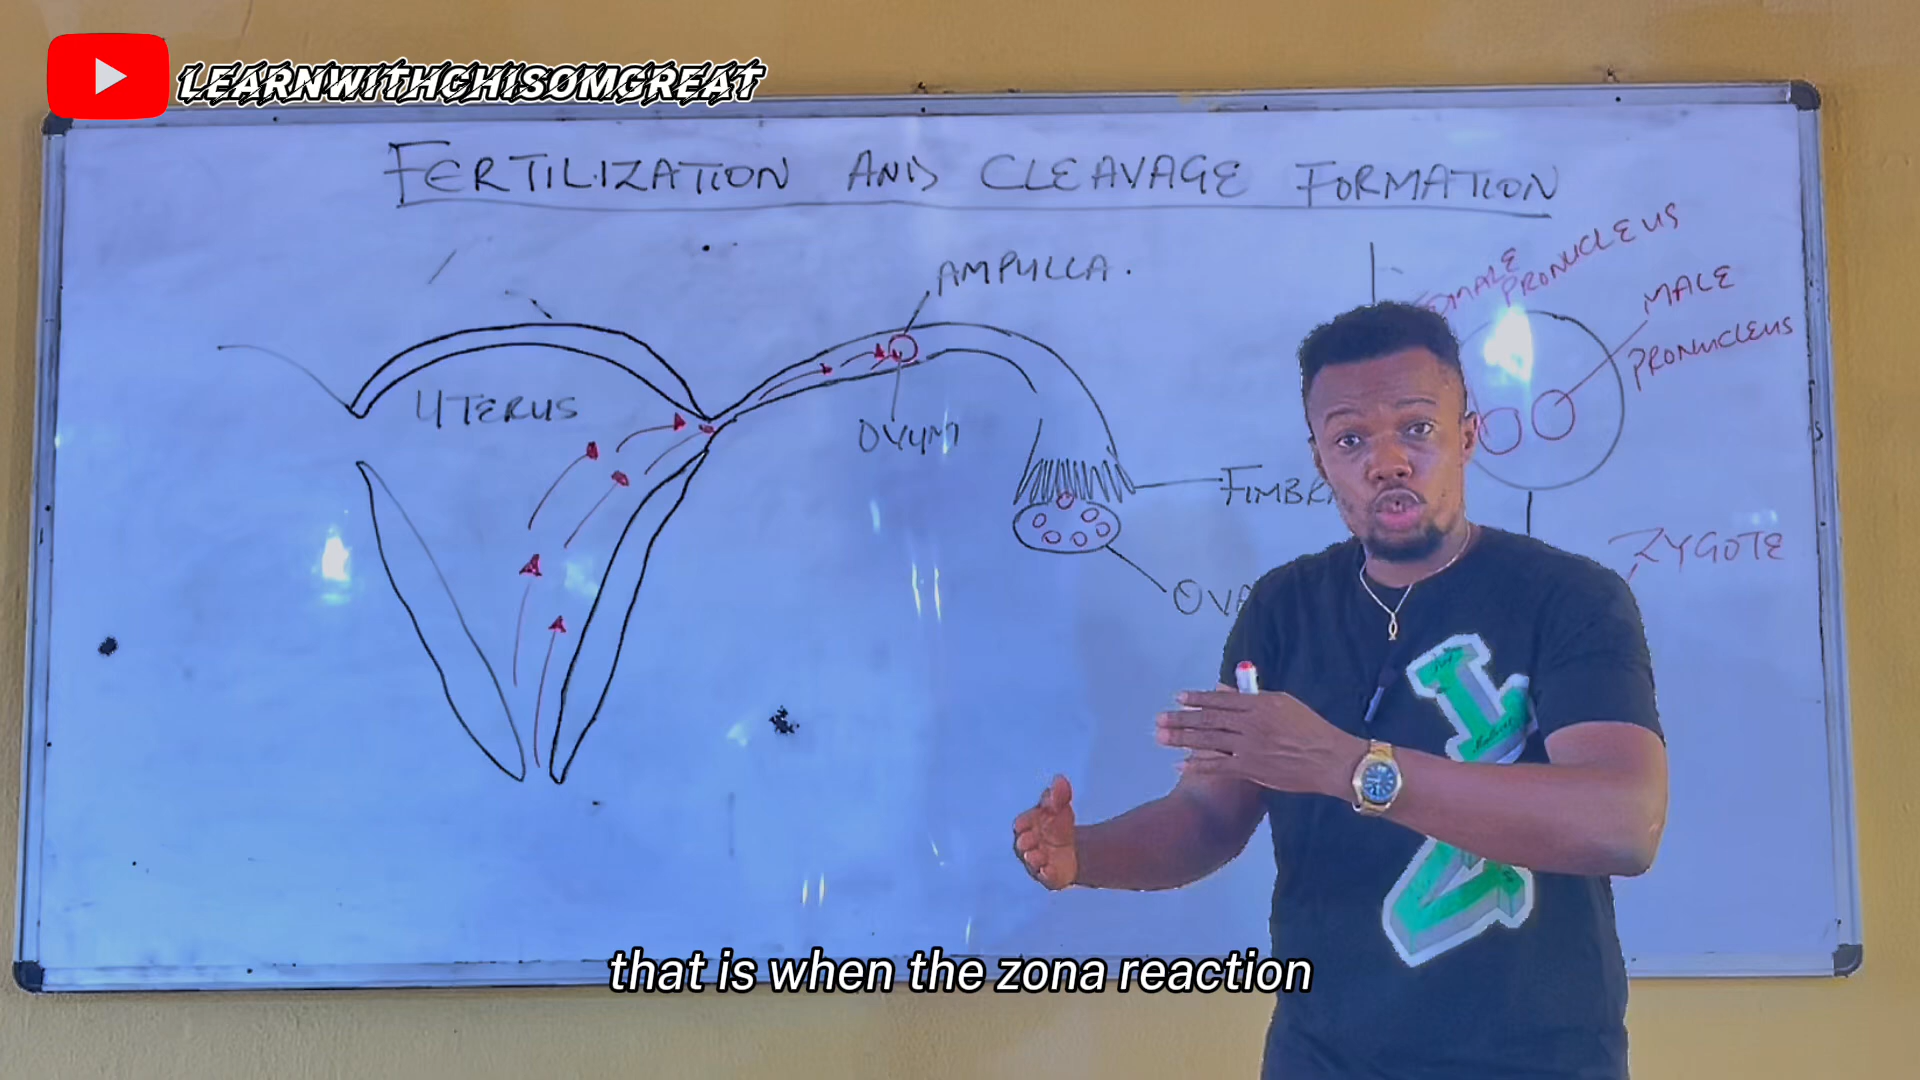 LEARNWITHCHISOMGREAT
FERTILIZATION AND CLEAVAGE FORMATION
AMPULLA.
PRONUCLEUS
MALE
PRONUCLEUS
UTERUS
OVUM
ZYGOTE
that is when the zona reaction